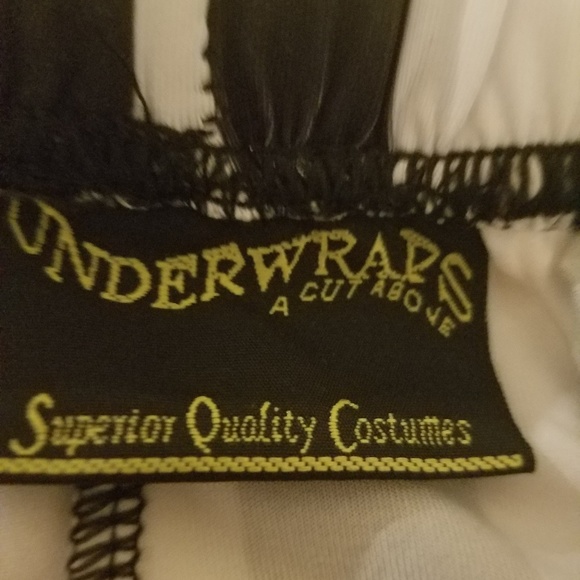 UNDERWRAPS
A CUT ABOVE
Superior Quality Costumes